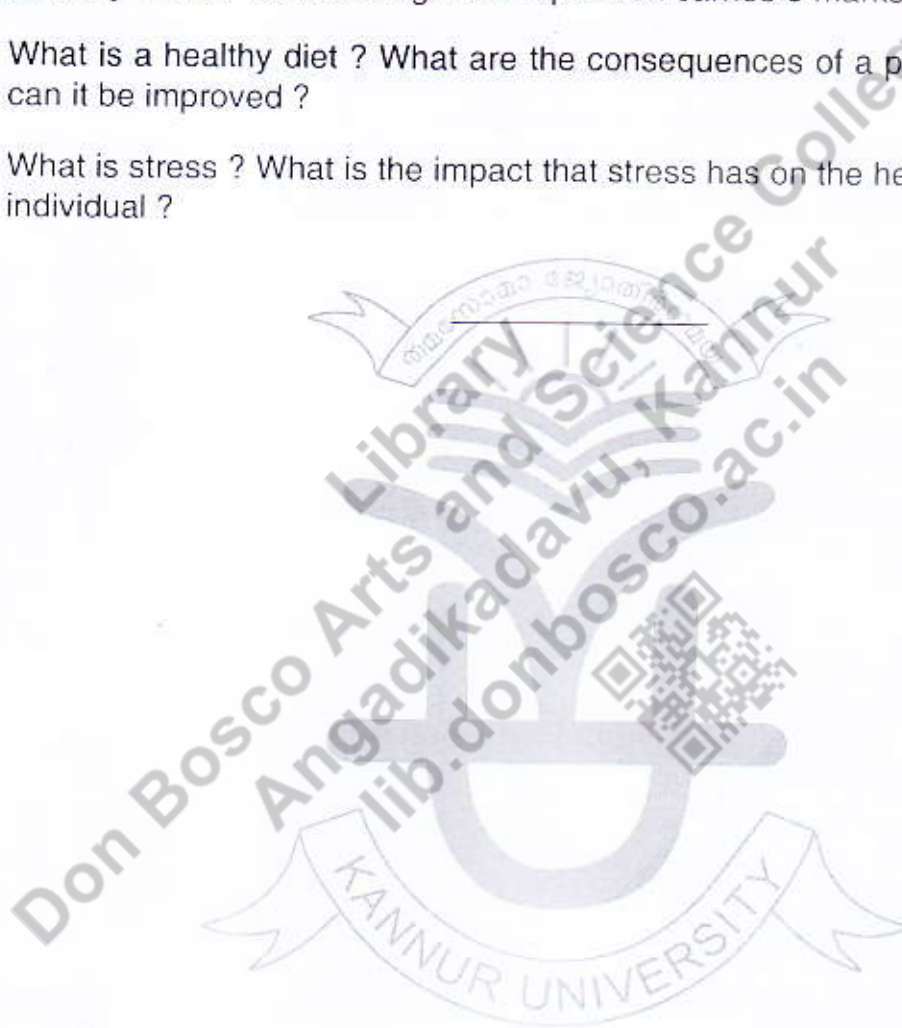 What is a healthy diet ? What are the consequences of a p
can it be improved ?
What is stress ? What is the impact that stress has on the he
individual ?
Library
Don Bosco Arts and Science Colle
Angadikadavu, Kannur
lib.donbosco.ac.in
KANNUR UNIVERSITY